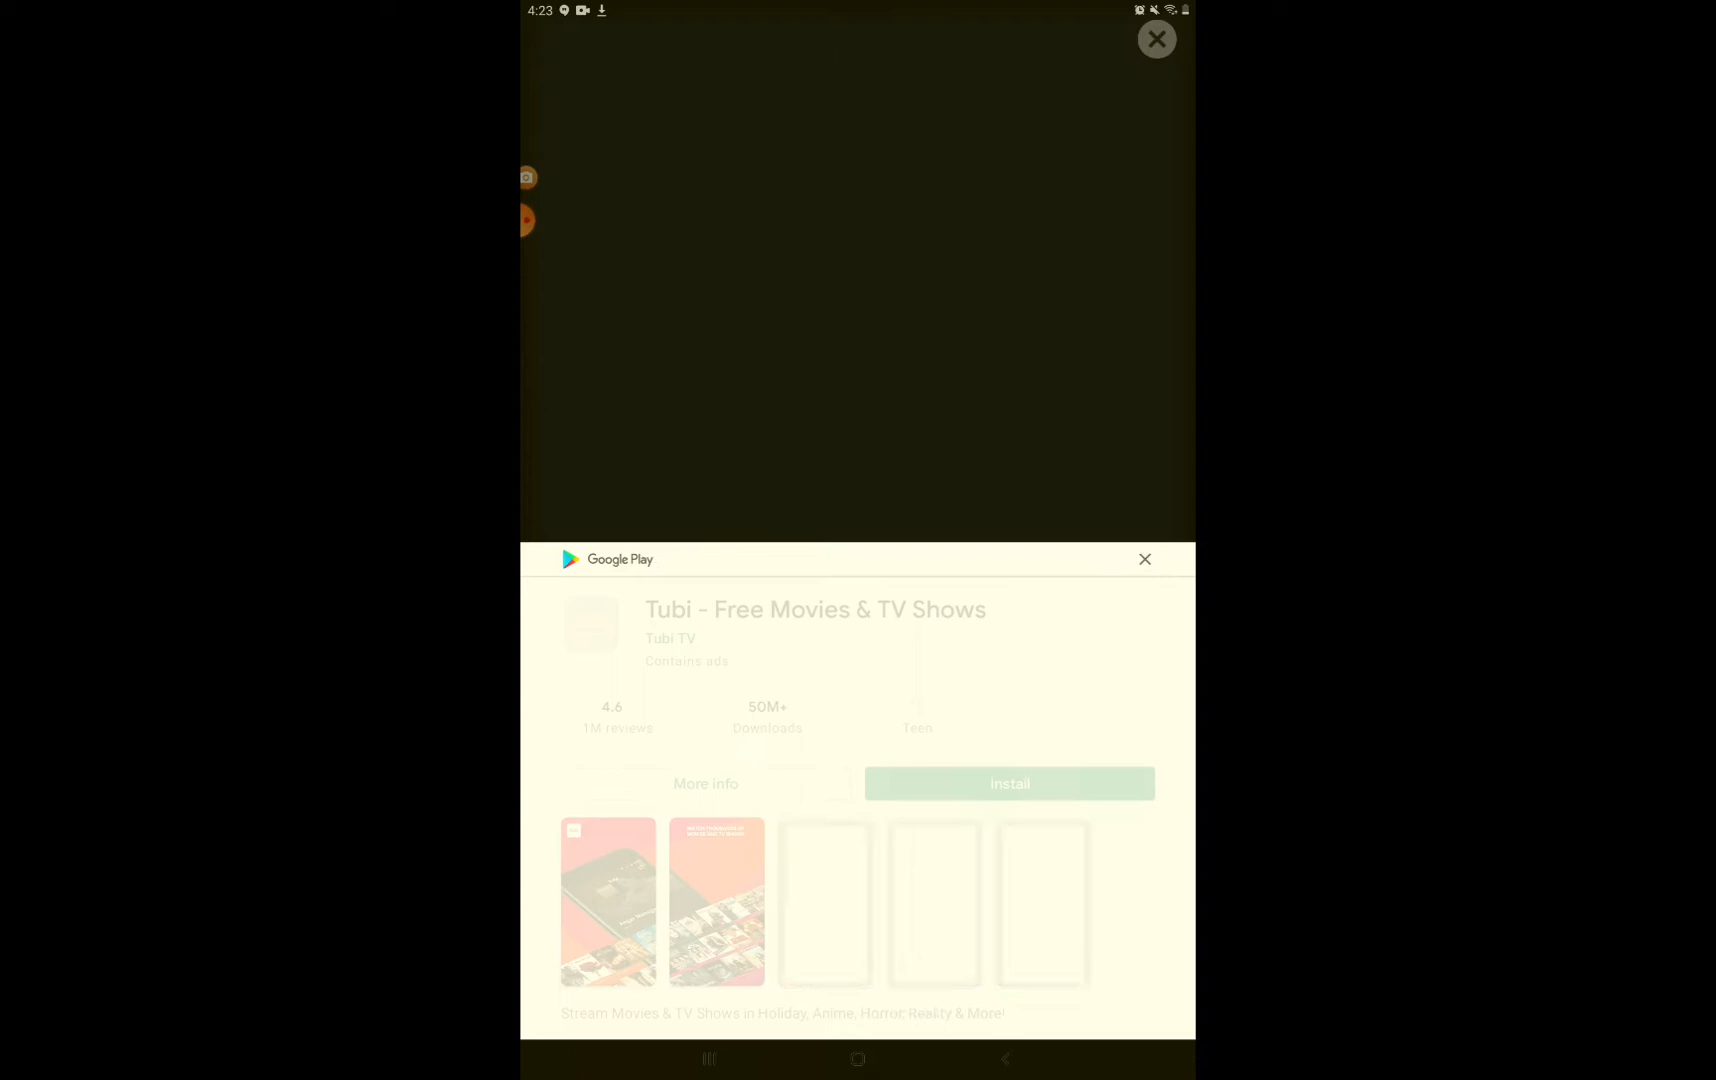 4:23
Google Play
Tubi - Free Movies & TV Shows
Tubi TV
Contains ads
4.6
50M+
1M reviews
Downloads
Teen
More info
Install
Stream Movies & TV Shows in Holiday, Anime, Horror, Reality & More!